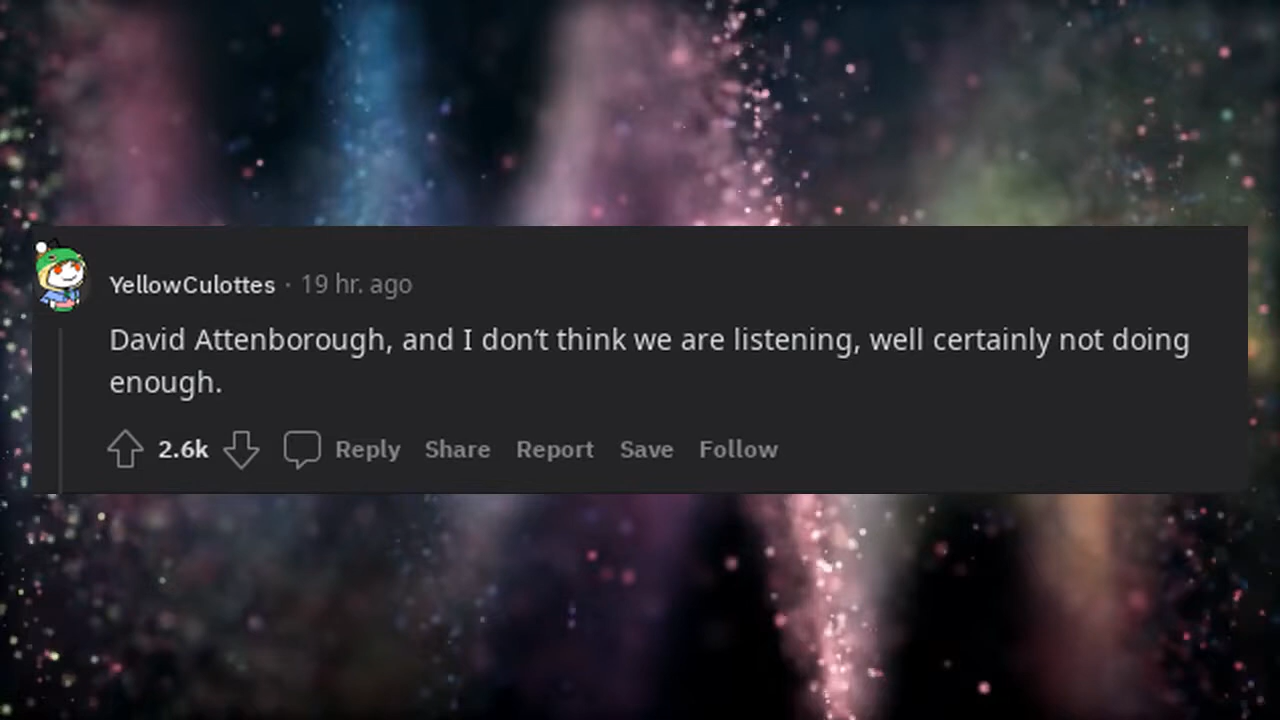 YellowCulottes · 19 hr. ago
David Attenborough, and I don’t think we are listening, well certainly not doing
enough.
2.6k Reply Share Report Save Follow